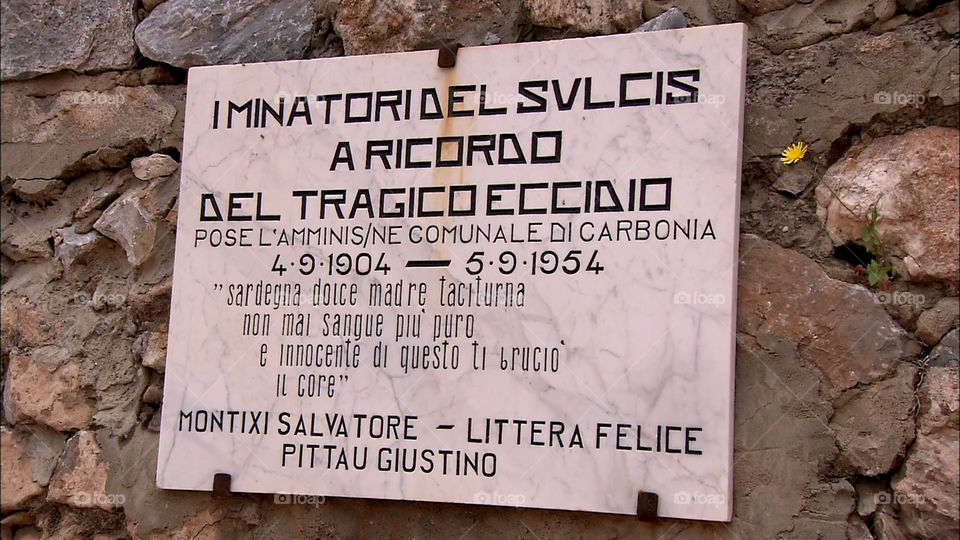 I MINATORI DEL SVLCIS
A RICORDO
DEL TRAGICO ECCIDIO
POSE L'AMMINIS/NE COMUNALE DI CARBONIA
4·9·1904 — 5·9·1954
"sardegna dolce madre taciturna
non mai sangue più puro
e innocente di questo ti bruciò
il core"
MONTIXI SALVATORE - LITTERA FELICE
PITTAU GIUSTINO